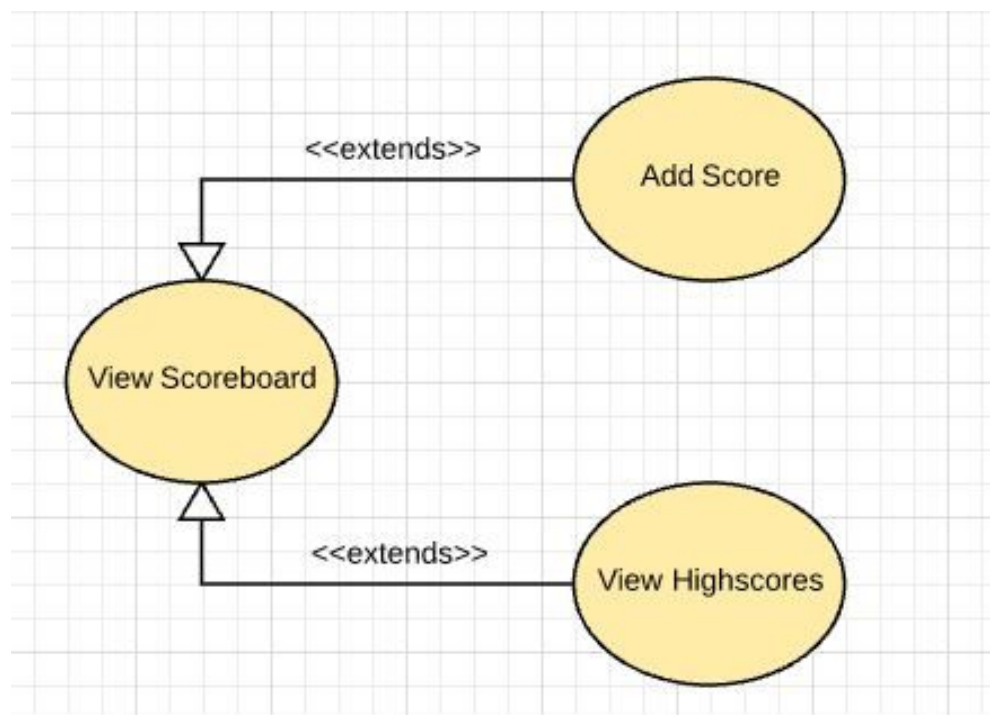 <<extends>>
Add Score
View Scoreboard
<<extends>>
View Highscores